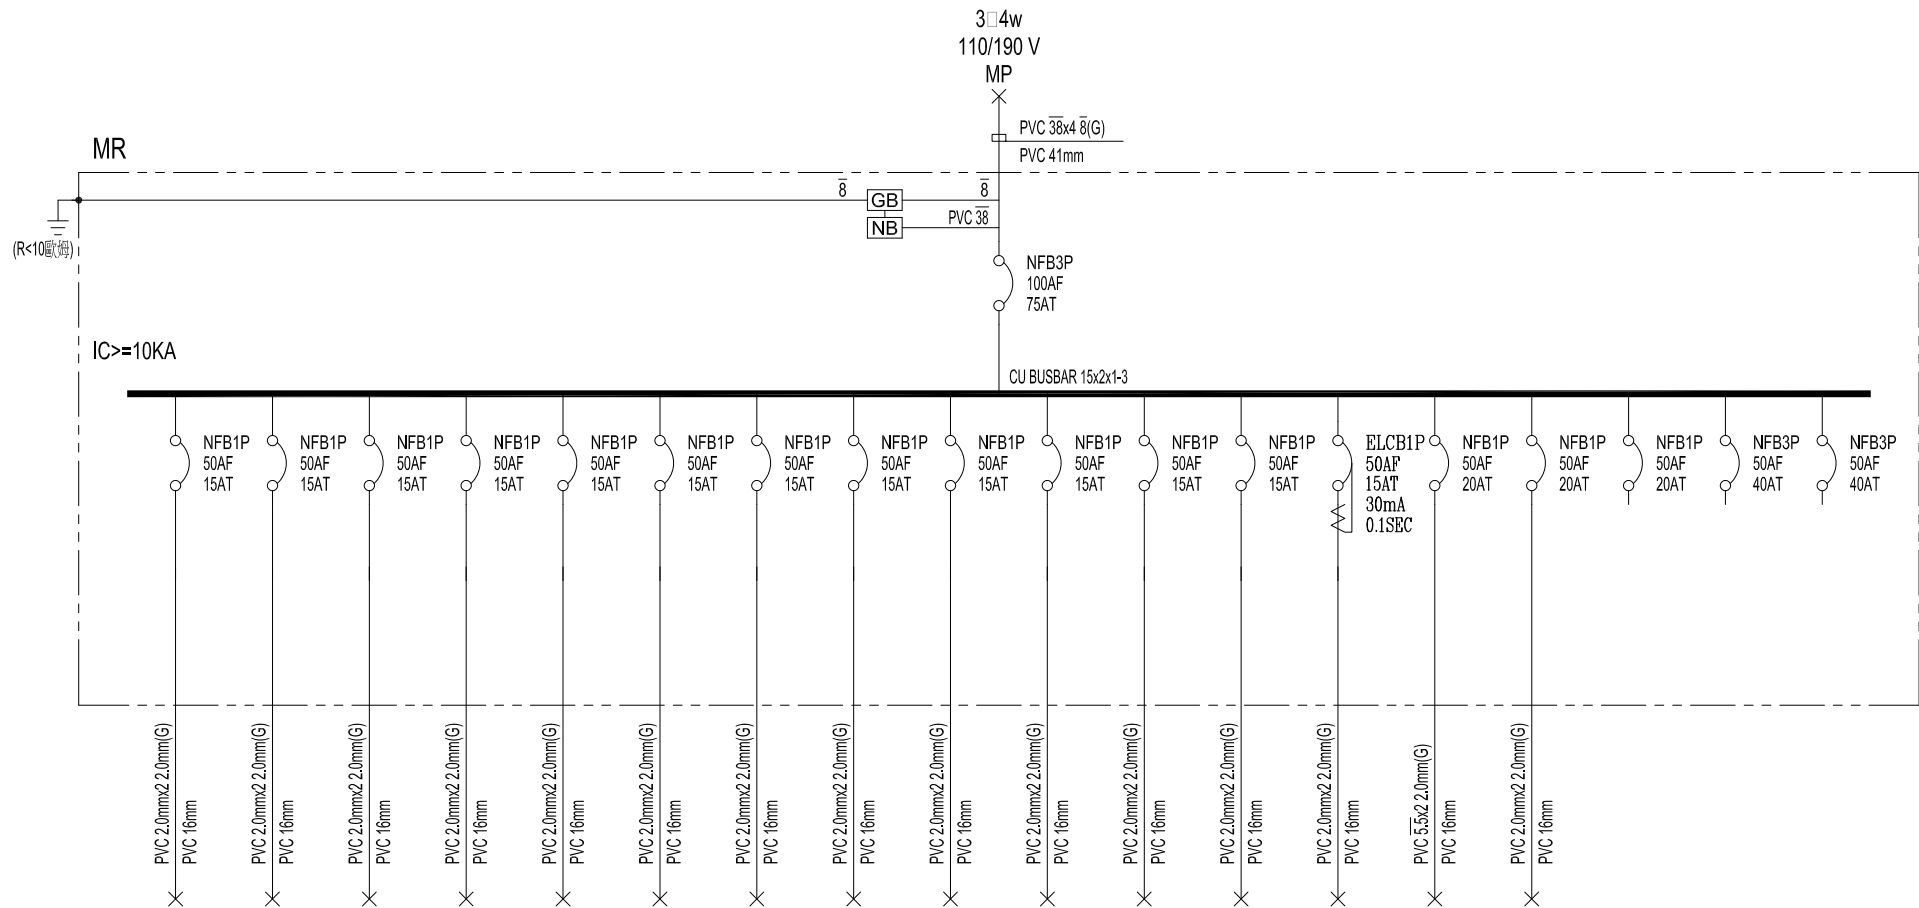 3□4w
110/190 V
MP
PVC 38x4 8(G)
PVC 41mm
MR
8
GB
8
NB
PVC 38
(R<10歐姆)
NFB3P
100AF
75AT
IC>=10KA
CU BUSBAR 15x2x1-3
NFB1P
50AF
15AT
NFB1P
50AF
15AT
NFB1P
50AF
15AT
NFB1P
50AF
15AT
NFB1P
50AF
15AT
NFB1P
50AF
15AT
NFB1P
50AF
15AT
NFB1P
50AF
15AT
NFB1P
50AF
15AT
NFB1P
50AF
15AT
NFB1P
50AF
15AT
NFB1P
50AF
15AT
ELCB1P
50AF
15AT
30mA
0.1SEC
NFB1P
50AF
20AT
NFB1P
50AF
20AT
NFB1P
50AF
20AT
NFB3P
50AF
40AT
NFB3P
50AF
40AT
PVC 2.0mmx2 2.0mm(G)
PVC 16mm
PVC 2.0mmx2 2.0mm(G)
PVC 16mm
PVC 2.0mmx2 2.0mm(G)
PVC 16mm
PVC 2.0mmx2 2.0mm(G)
PVC 16mm
PVC 2.0mmx2 2.0mm(G)
PVC 16mm
PVC 2.0mmx2 2.0mm(G)
PVC 16mm
PVC 2.0mmx2 2.0mm(G)
PVC 16mm
PVC 2.0mmx2 2.0mm(G)
PVC 16mm
PVC 2.0mmx2 2.0mm(G)
PVC 16mm
PVC 2.0mmx2 2.0mm(G)
PVC 16mm
PVC 2.0mmx2 2.0mm(G)
PVC 16mm
PVC 2.0mmx2 2.0mm(G)
PVC 16mm
PVC 2.0mmx2 2.0mm(G)
PVC 16mm
PVC 5.5x2 2.0mm(G)
PVC 16mm
PVC 2.0mmx2 2.0mm(G)
PVC 16mm